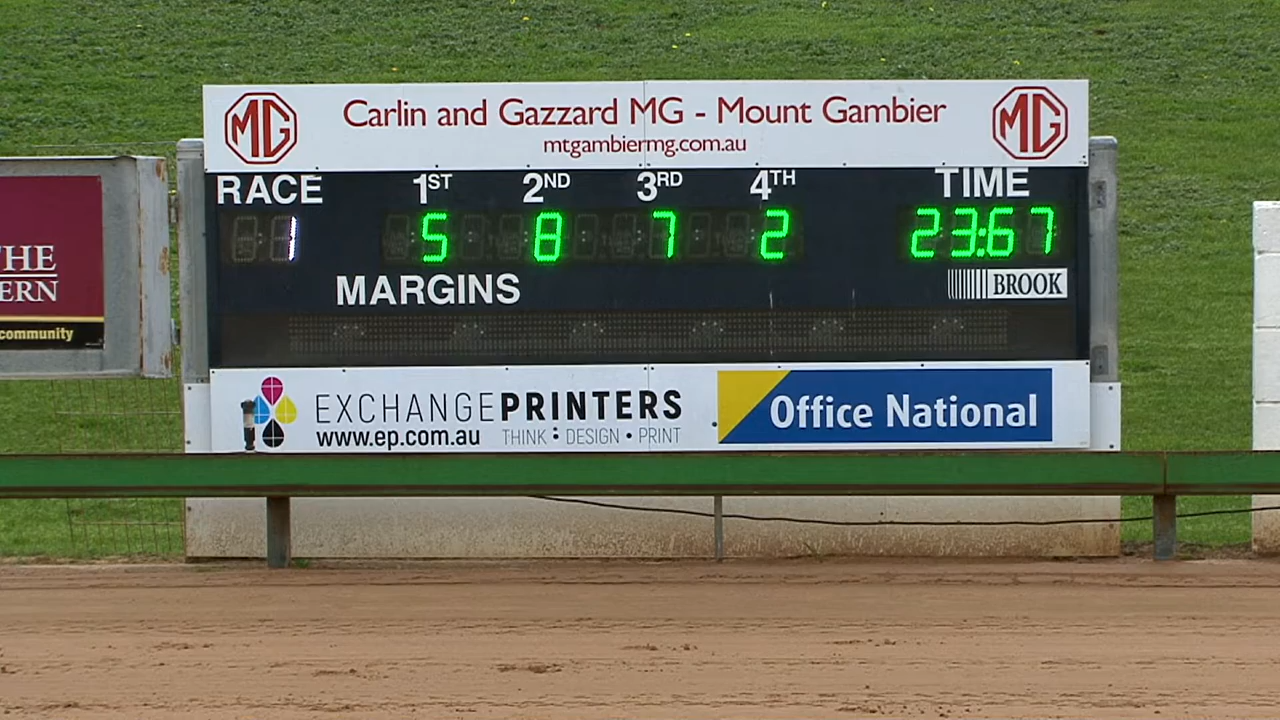 MG Carlin and Gazzard MG - Mount Gambier MG
mtgambiermg.com.au
RACE 1ST 2ND 3RD 4TH TIME
1 5 8 7 2 23:67
MARGINS BROOK
THE
ERN
community
EXCHANGEPRINTERS
www.ep.com.au THINK : DESIGN • PRINT
Office National